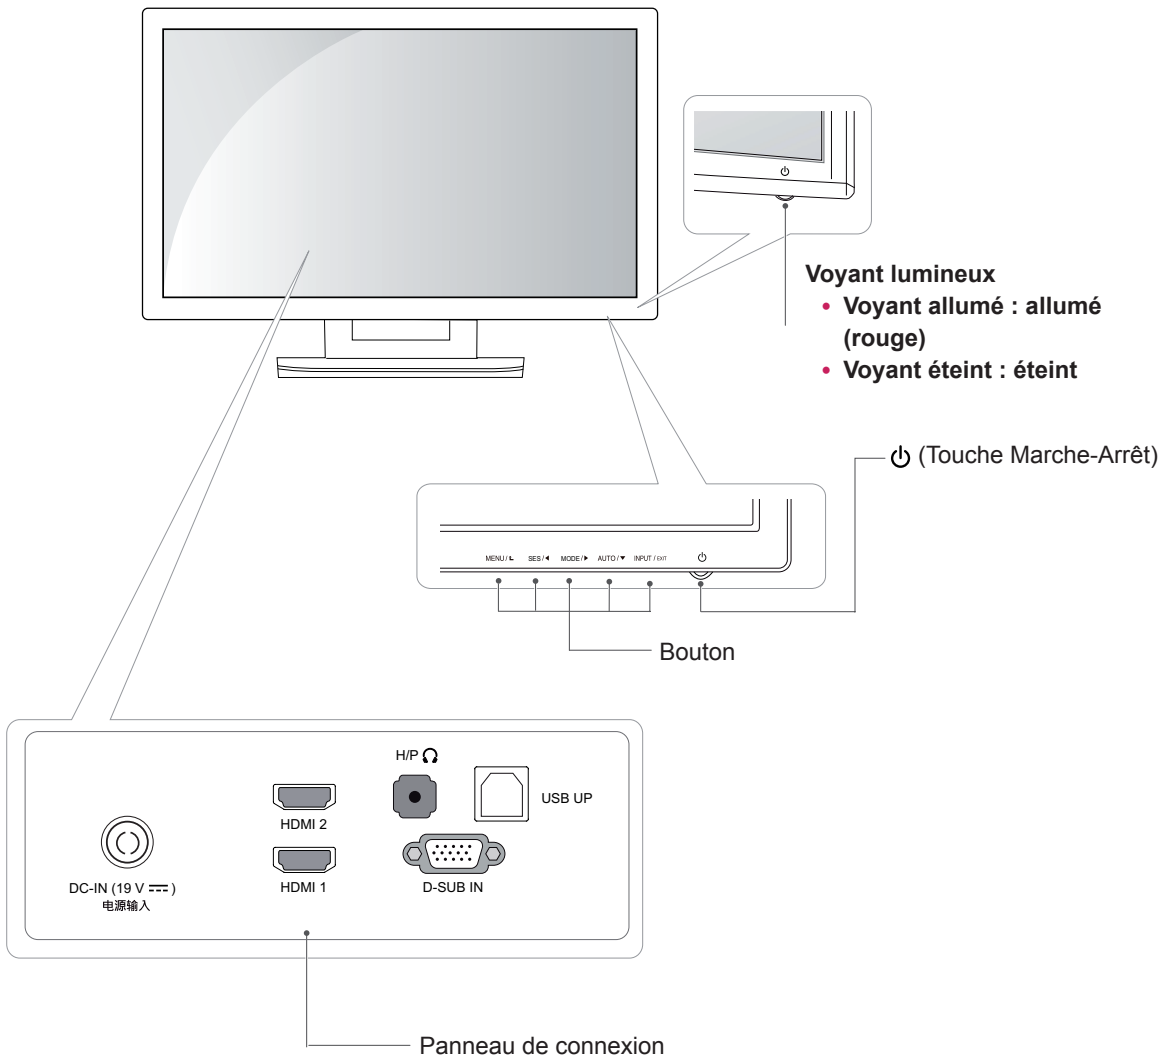 Voyant lumineux
• Voyant allumé : allumé
(rouge)
• Voyant éteint : éteint
(Touche Marche-Arrêt)
MENU / SES / ◀ MODE / ▶ AUTO / ▼ INPUT / EXIT
Bouton
H/P
USB UP
HDMI 2
HDMI 1
D-SUB IN
DC-IN (19 V ⎓)
电源输入
Panneau de connexion